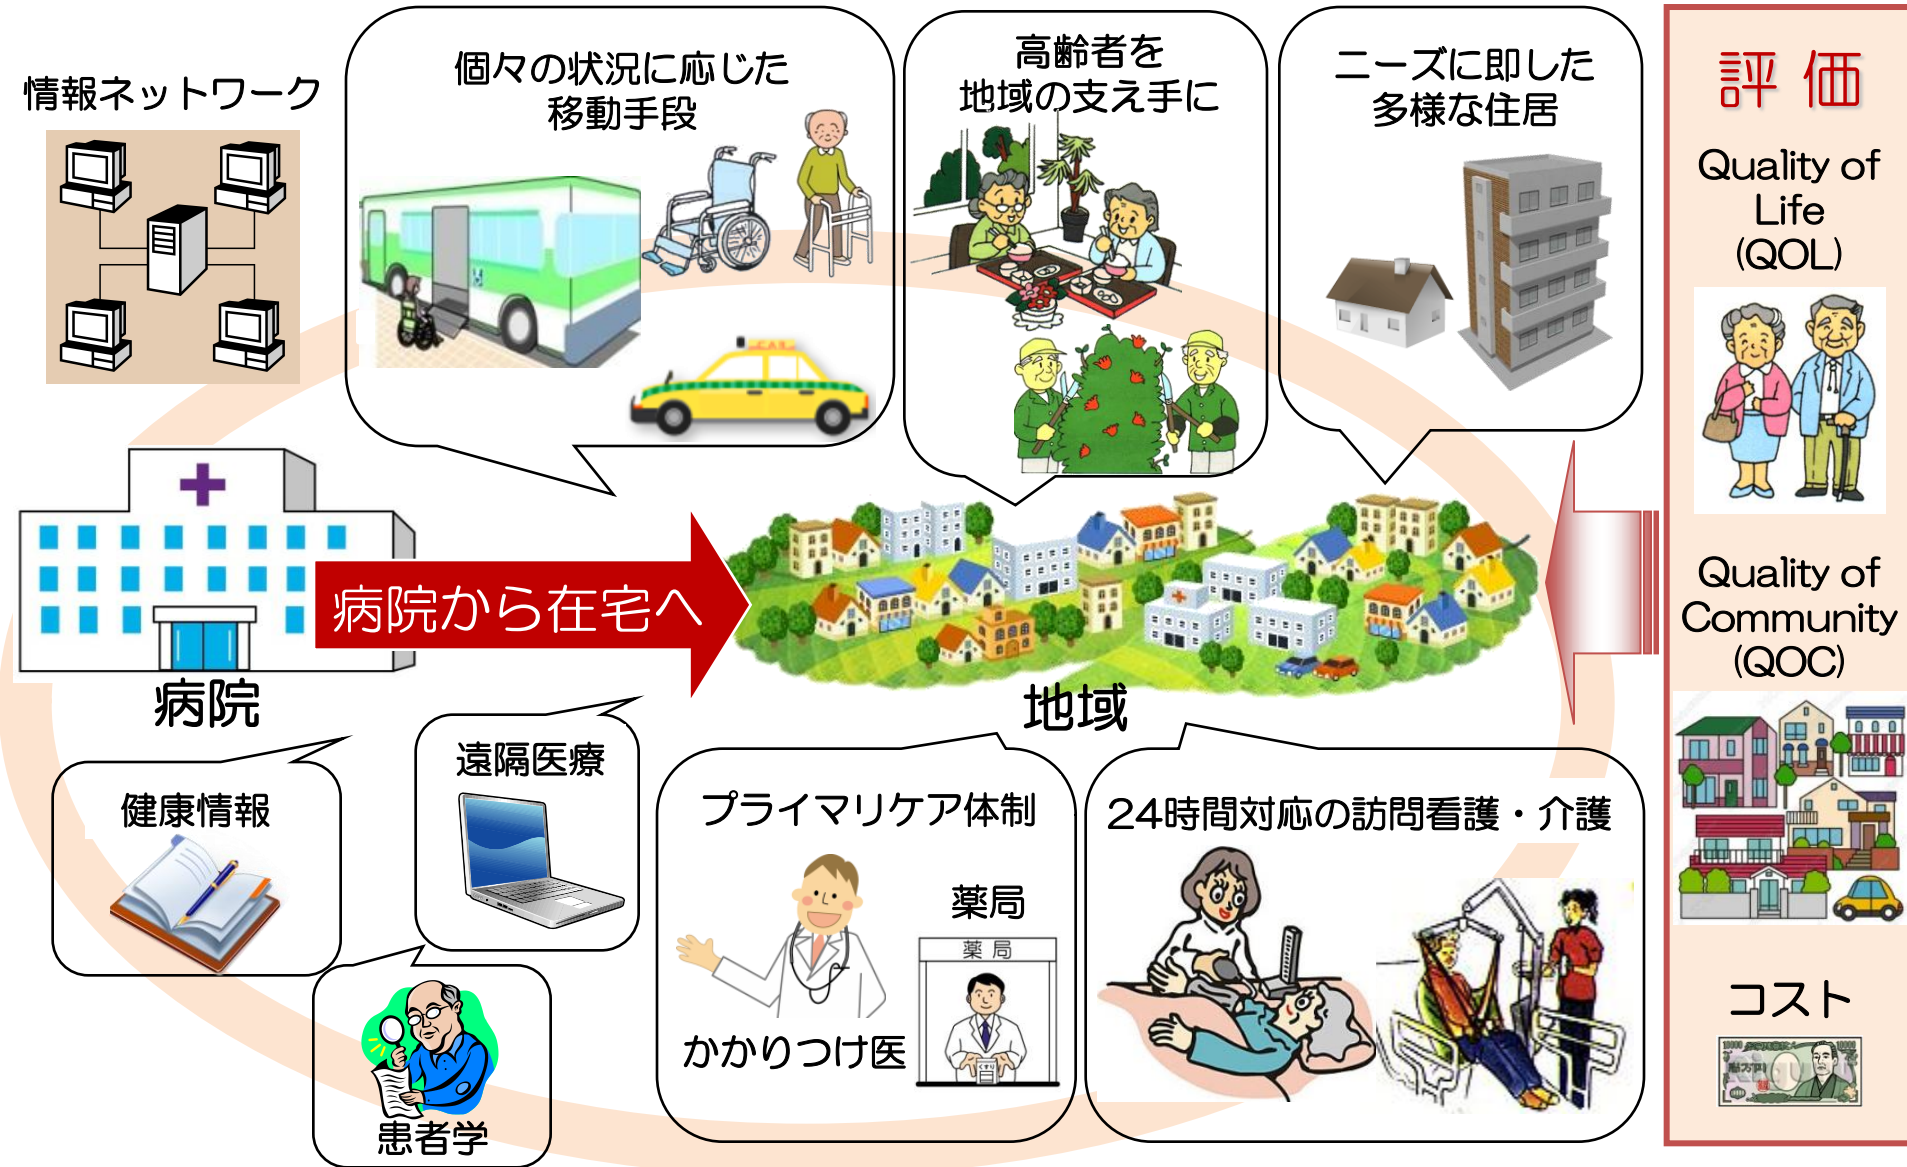 情報ネットワーク
個々の状況に応じた
移動手段
高齢者を
地域の支え手に
ニーズに即した
多様な住居
評価
Quality of
Life
(QOL)
病院から在宅へ
病院
地域
Quality of
Community
(QOC)
健康情報
遠隔医療
患者学
プライマリケア体制
薬局
薬局
くすり
かかりつけ医
24時間対応の訪問看護・介護
コスト